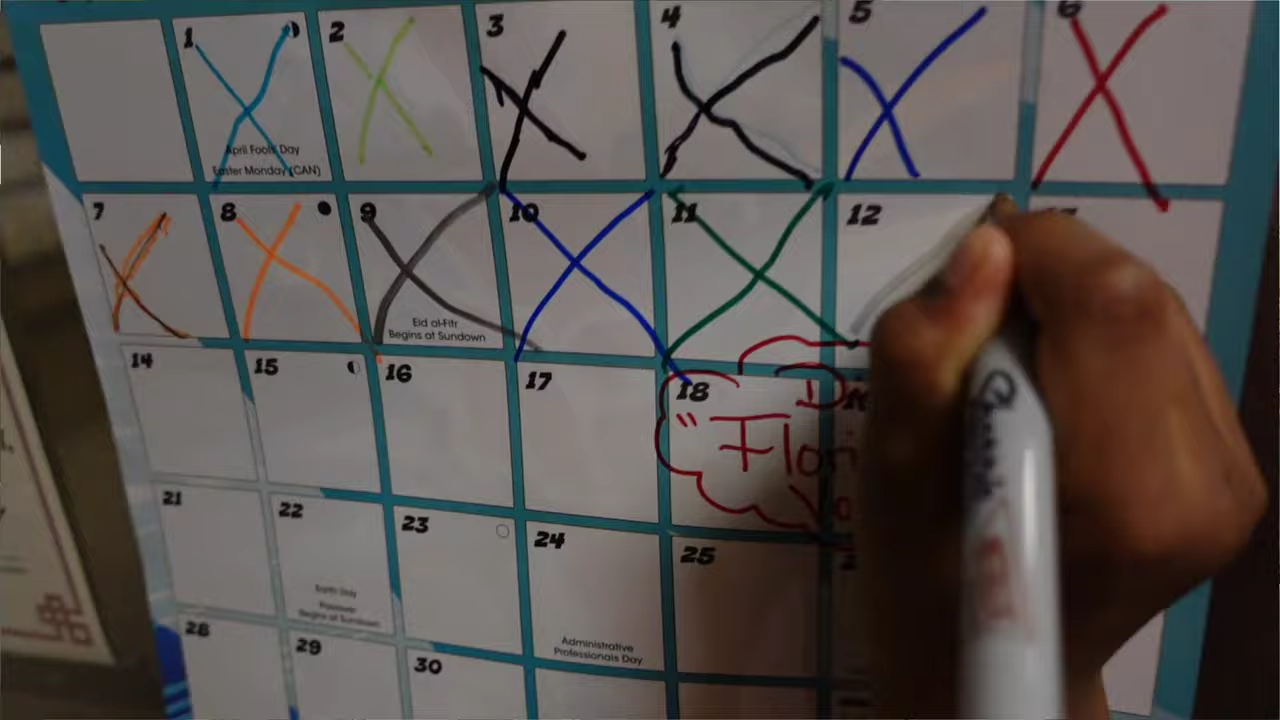 1 2 3 4 5 6
April Fools' Day
Easter Monday (CAN)
7 8 9 10 11 12
Eid al-Fitr
Begins at Sundown
14 15 16 17 18
"Flori
21 22 23 24 25
Earth Day
Passover
Begins at Sundown
Administrative
Professionals Day
28 29 30